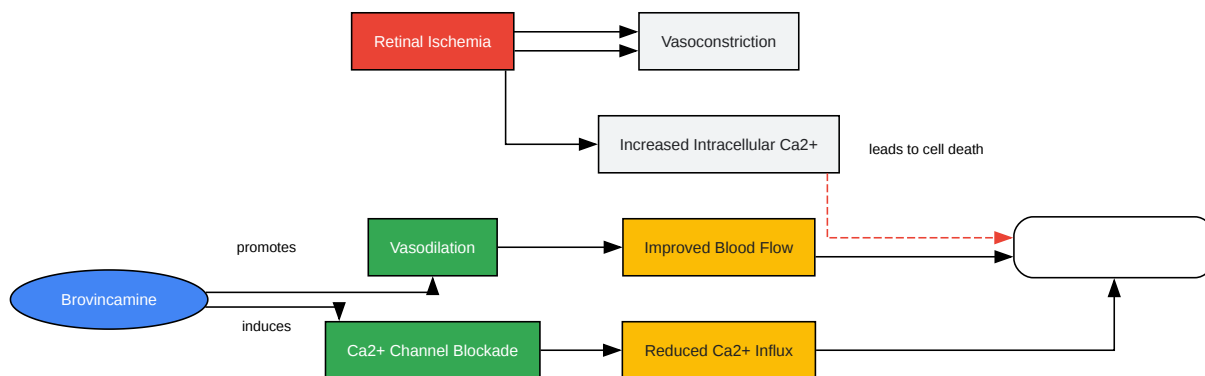 Retinal Ischemia
Vasoconstriction
Increased Intracellular Ca2+
leads to cell death
promotes
Vasodilation
Improved Blood Flow
Brovincamine
induces
Ca2+ Channel Blockade
Reduced Ca2+ Influx